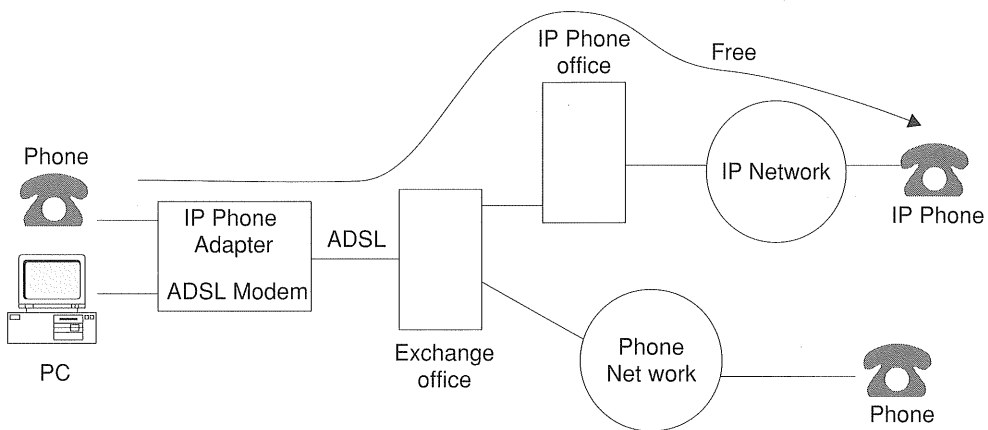 IP Phone
office
Free
Phone
IP Network
IP Phone
IP Phone
Adapter
ADSL
ADSL Modem
PC
Exchange
office
Phone
Net work
Phone